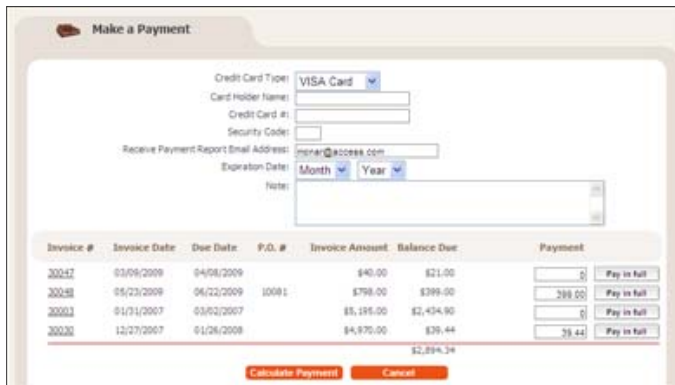 Make a Payment
Credit Card Type: VISA Card
Card Holder Name:
Credit Card #:
Security Code:
Receive Payment Report Email Address: monar@access.com
Expiration Date: Month Year
Note:
Invoice # Invoice Date Due Date P.O. # Invoice Amount Balance Due Payment
30047 03/09/2009 04/08/2009 $40.00 $21.00 0 Pay in full
30048 05/23/2009 06/22/2009 10081 $798.00 $399.00 399.00 Pay in full
30003 01/31/2007 03/02/2007 $5,195.00 $2,434.90 0 Pay in full
30030 12/27/2007 01/26/2008 $4,970.00 $39.44 39.44 Pay in full
$2,894.34
Calculate Payment Cancel